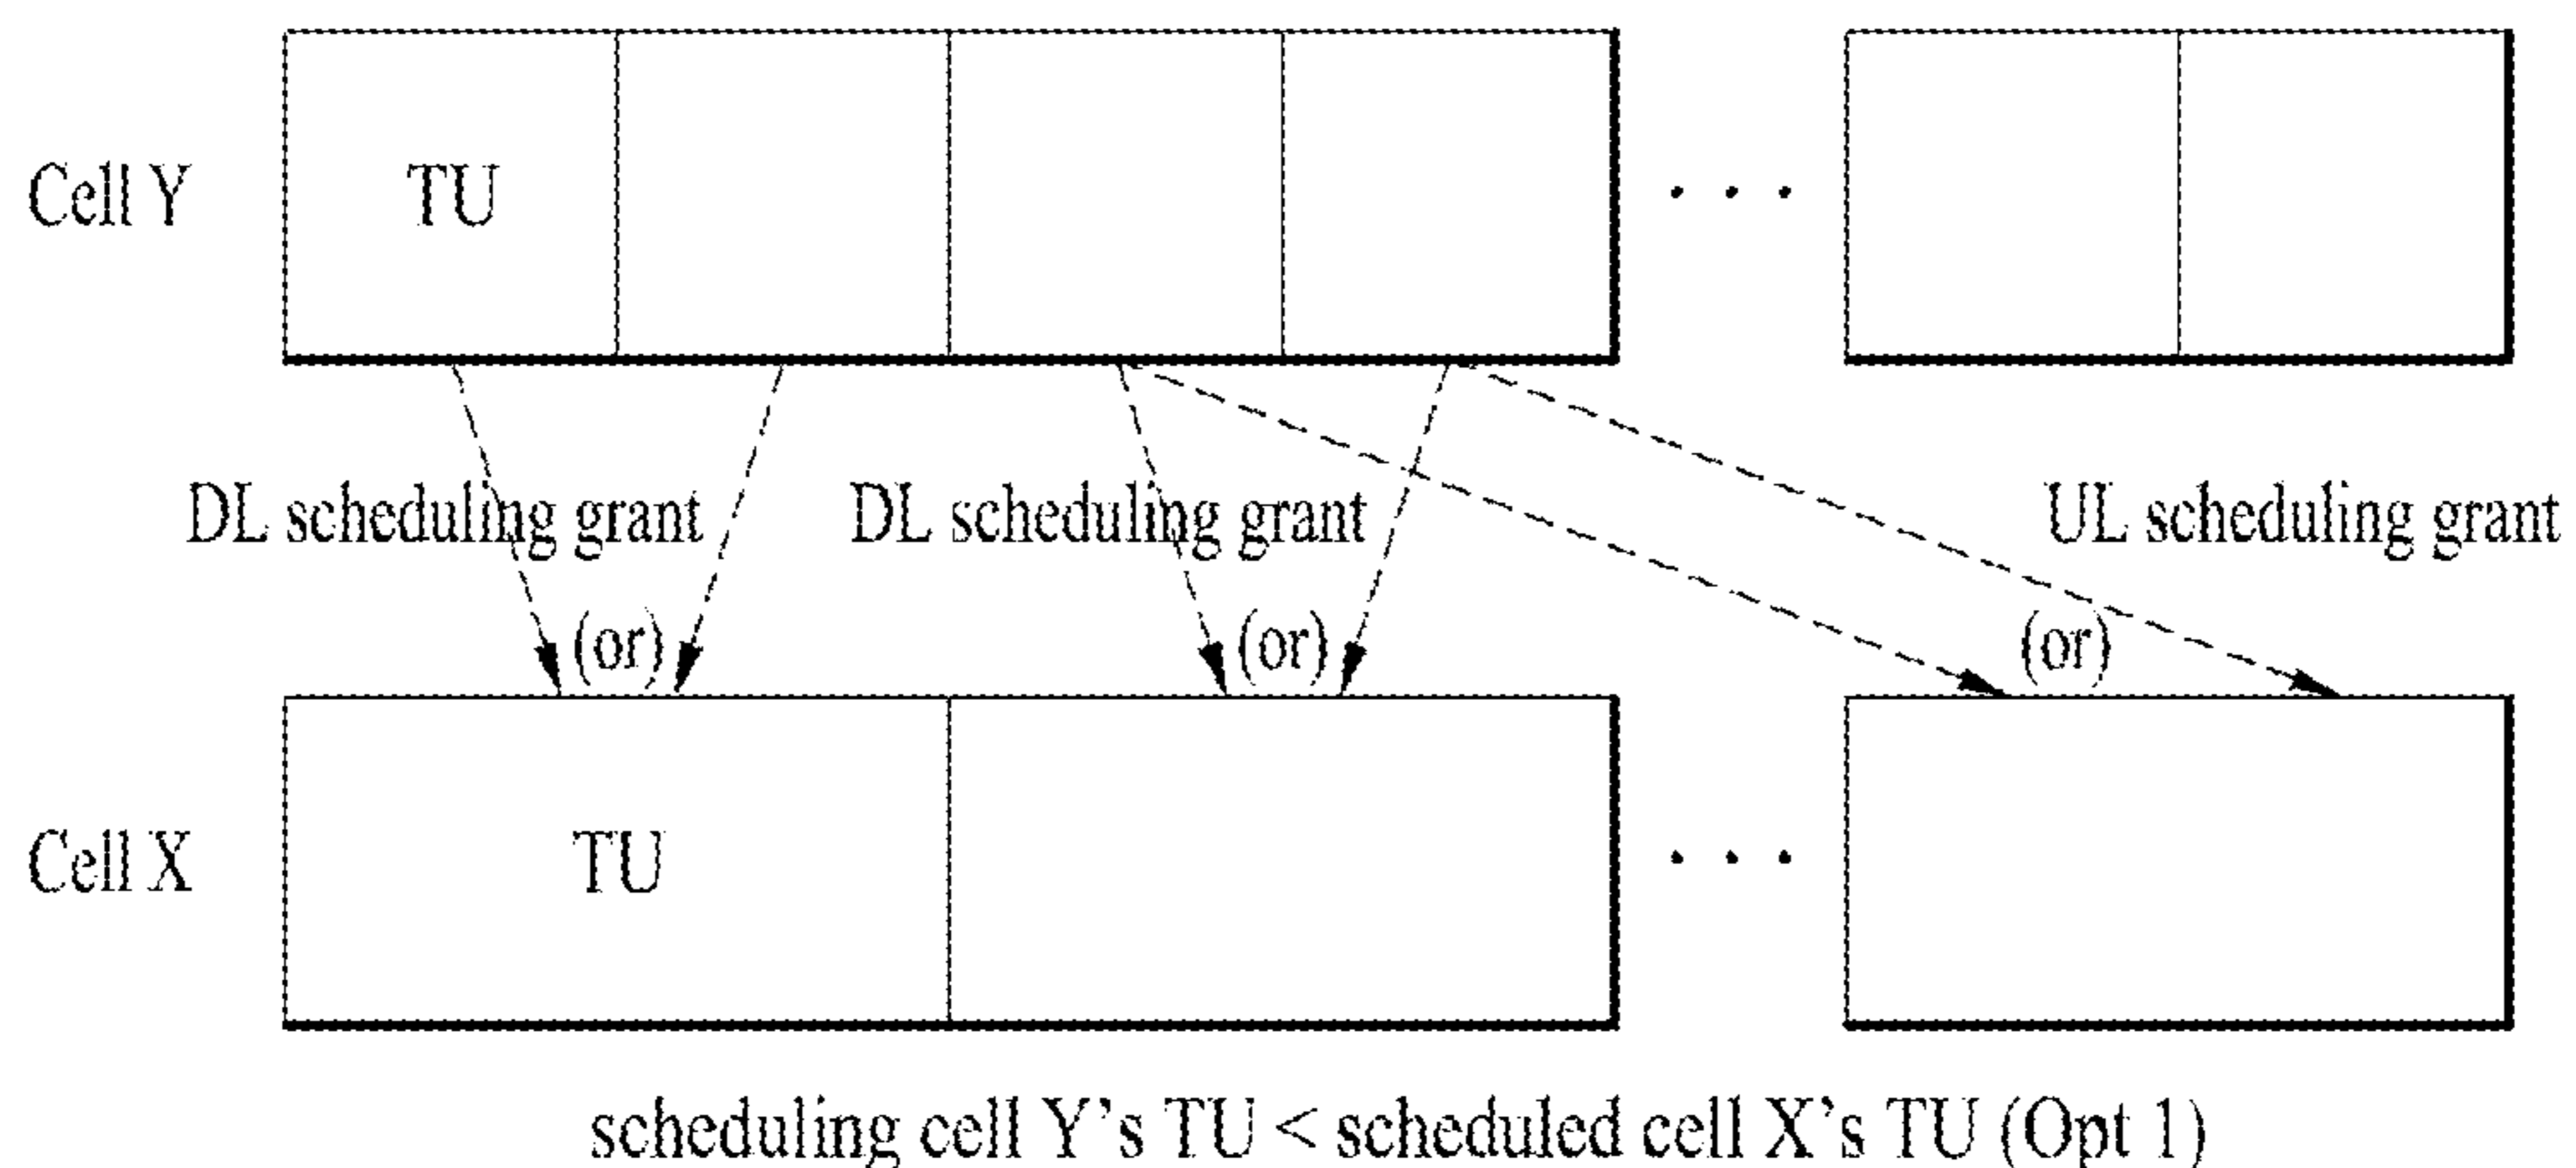 Cell Y
TU
. . .
DL scheduling grant
DL scheduling grant
UL scheduling grant
(or)
(or)
(or)
Cell X
TU
. . .
scheduling cell Y's TU < scheduled cell X's TU (Opt 1)